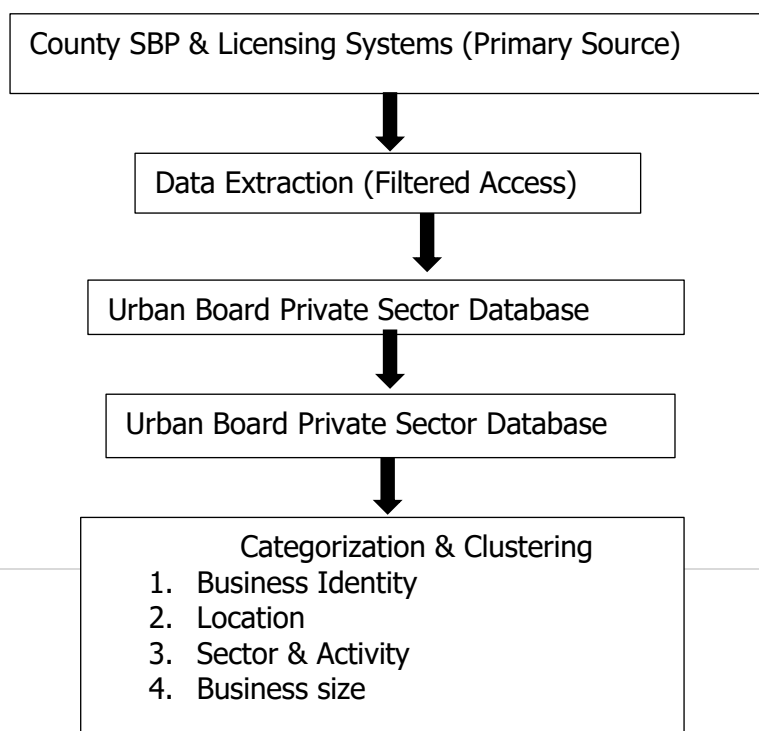 County SBP & Licensing Systems (Primary Source)
Data Extraction (Filtered Access)
Urban Board Private Sector Database
Urban Board Private Sector Database
Categorization & Clustering
1. Business Identity
2. Location
3. Sector & Activity
4. Business size